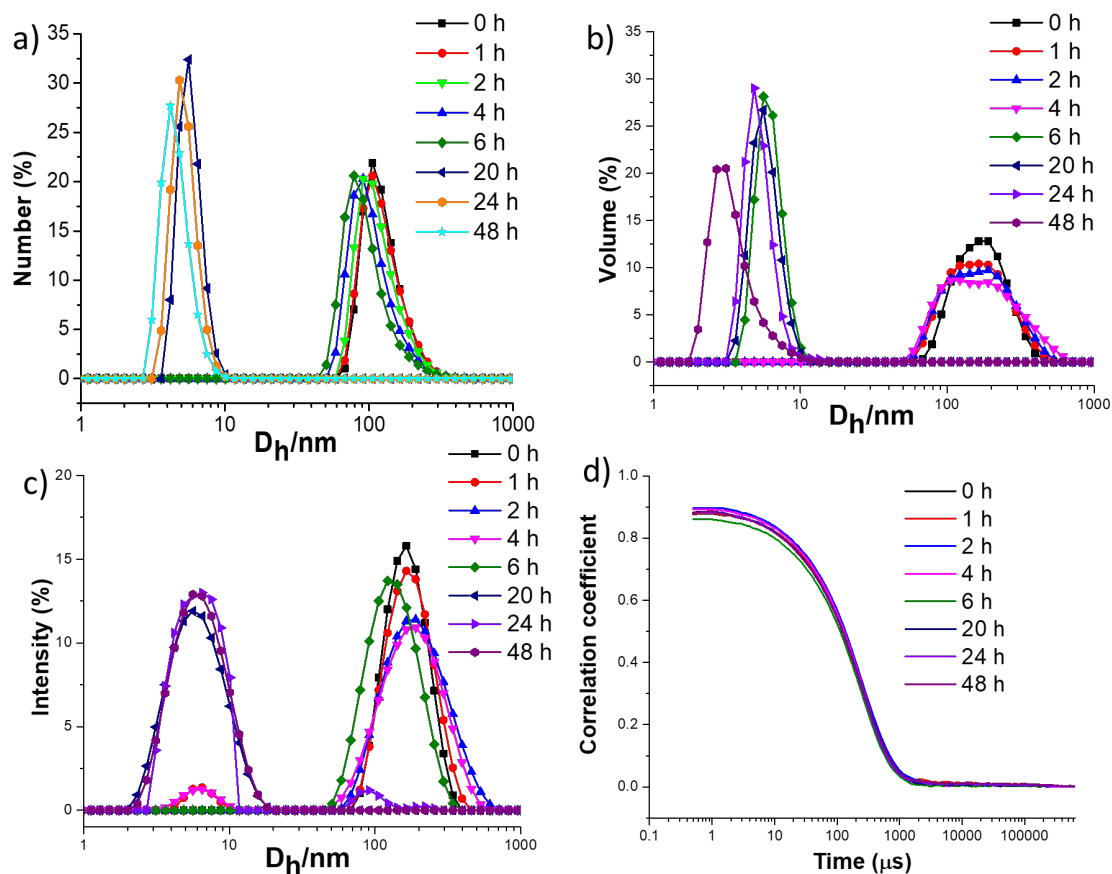 a)
35
30
25
20
15
10
5
0
Number (%)
1
10
100
1000
Dh/nm
0 h
1 h
2 h
4 h
6 h
20 h
24 h
48 h
b)
35
30
25
20
15
10
5
0
Volume (%)
1
10
100
1000
Dh/nm
0 h
1 h
2 h
4 h
6 h
20 h
24 h
48 h
c)
20
15
10
5
0
Intensity (%)
1
10
100
1000
Dh/nm
0 h
1 h
2 h
4 h
6 h
20 h
24 h
48 h
d)
1.0
0.8
0.6
0.4
0.2
0.0
Correlation coefficient
0.1
1
10
100
1000
10000
100000
Time (μs)
0 h
1 h
2 h
4 h
6 h
20 h
24 h
48 h